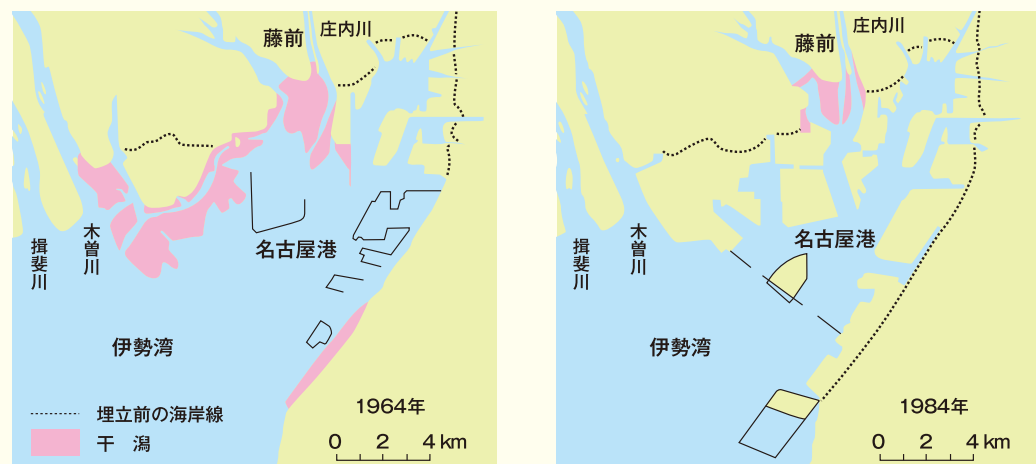 藤前
庄内川
揖斐川
木曽川
名古屋港
伊勢湾
埋立前の海岸線
干 潟
1964年
0 2 4 km
藤前
庄内川
揖斐川
木曽川
名古屋港
伊勢湾
1984年
0 2 4 km